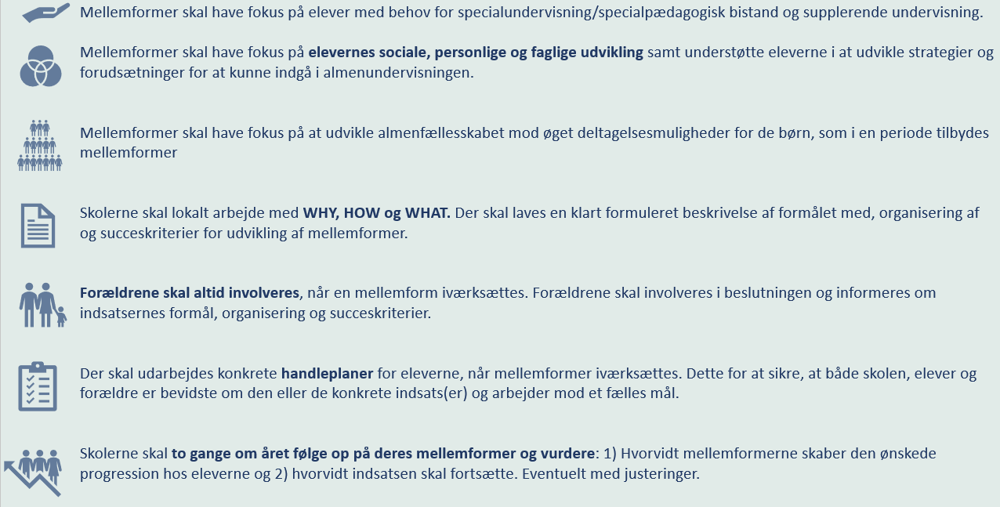 Mellemformer skal have fokus på elever med behov for specialundervisning/specialpædagogisk bistand og supplerende undervisning.
Mellemformer skal have fokus på elevernes sociale, personlige og faglige udvikling samt understøtte eleverne i at udvikle strategier og
forudsætninger for at kunne indgå i almenundervisningen.
Mellemformer skal have fokus på at udvikle almenfællesskabet mod øget deltagelsesmuligheder for de børn, som i en periode tilbydes
mellemformer
Skolerne skal lokalt arbejde med WHY, HOW og WHAT. Der skal laves en klart formuleret beskrivelse af formålet med, organisering af
og succeskriterier for udvikling af mellemformer.
Forældrene skal altid involveres, når en mellemform iværksættes. Forældrene skal involveres i beslutningen og informeres om
indsatsernes formål, organisering og succeskriterier.
Der skal udarbejdes konkrete handleplaner for eleverne, når mellemformer iværksættes. Dette for at sikre, at både skolen, elever og
forældre er bevidste om den eller de konkrete indsats(er) og arbejder mod et fælles mål.
Skolerne skal to gange om året følge op på deres mellemformer og vurdere: 1) Hvorvidt mellemformerne skaber den ønskede
progression hos eleverne og 2) hvorvidt indsatsen skal fortsætte. Eventuelt med justeringer.